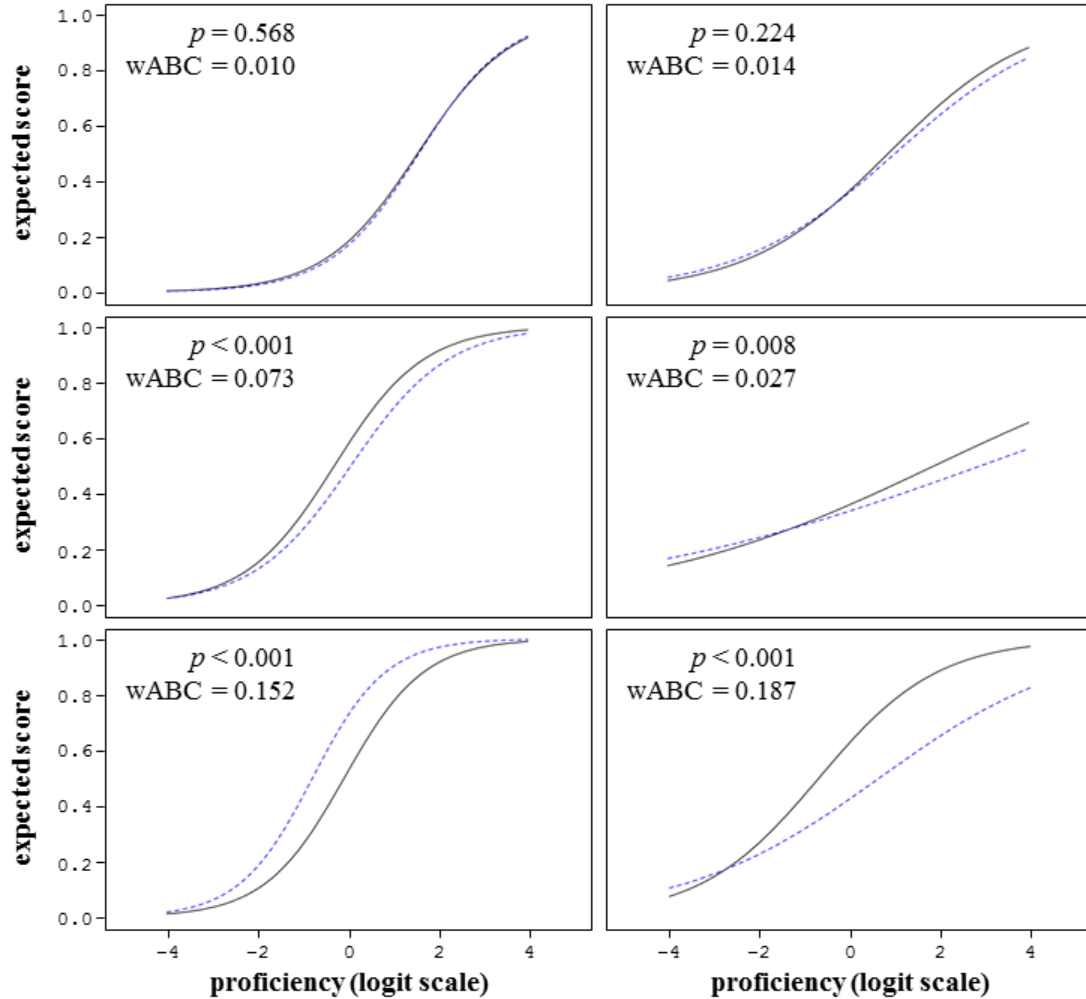 1.0
0.8
0.6
0.4
0.2
0.0
expected score
p = 0.568
wABC = 0.010
p = 0.224
wABC = 0.014
1.0
0.8
0.6
0.4
0.2
0.0
expected score
p < 0.001
wABC = 0.073
p = 0.008
wABC = 0.027
1.0
0.8
0.6
0.4
0.2
0.0
expected score
p < 0.001
wABC = 0.152
p < 0.001
wABC = 0.187
-4 -2 0 2 4
-4 -2 0 2 4
proficiency (logit scale)
proficiency (logit scale)